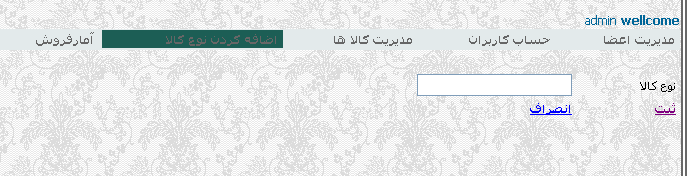 admin wellcome
مدیریت اعضا حساب کاربران مدیریت کالا ها اضافه کردن نوع کالا آمارفروش
نوع کالا
ثبت انصراف